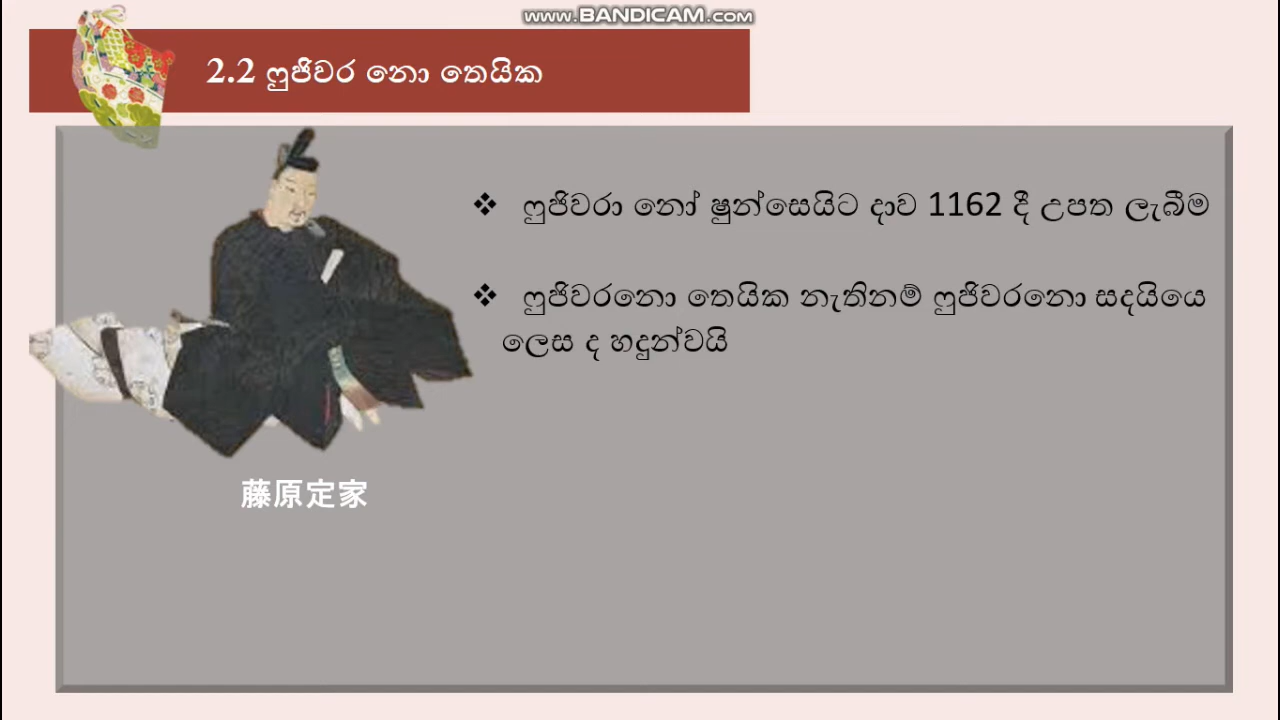 www.BANDICAM.com
2.2 ෆුජිවර නො තෙයික
❖ ෆුජිවරා නෝ ෂුන්සෙයිට දාව 1162 දී උපත ලැබීම
❖ ෆුජිවරනො තෙයික නැතිනම් ෆුජිවරනො සදයියෙ
ලෙස ද හඳුන්වයි
藤原定家